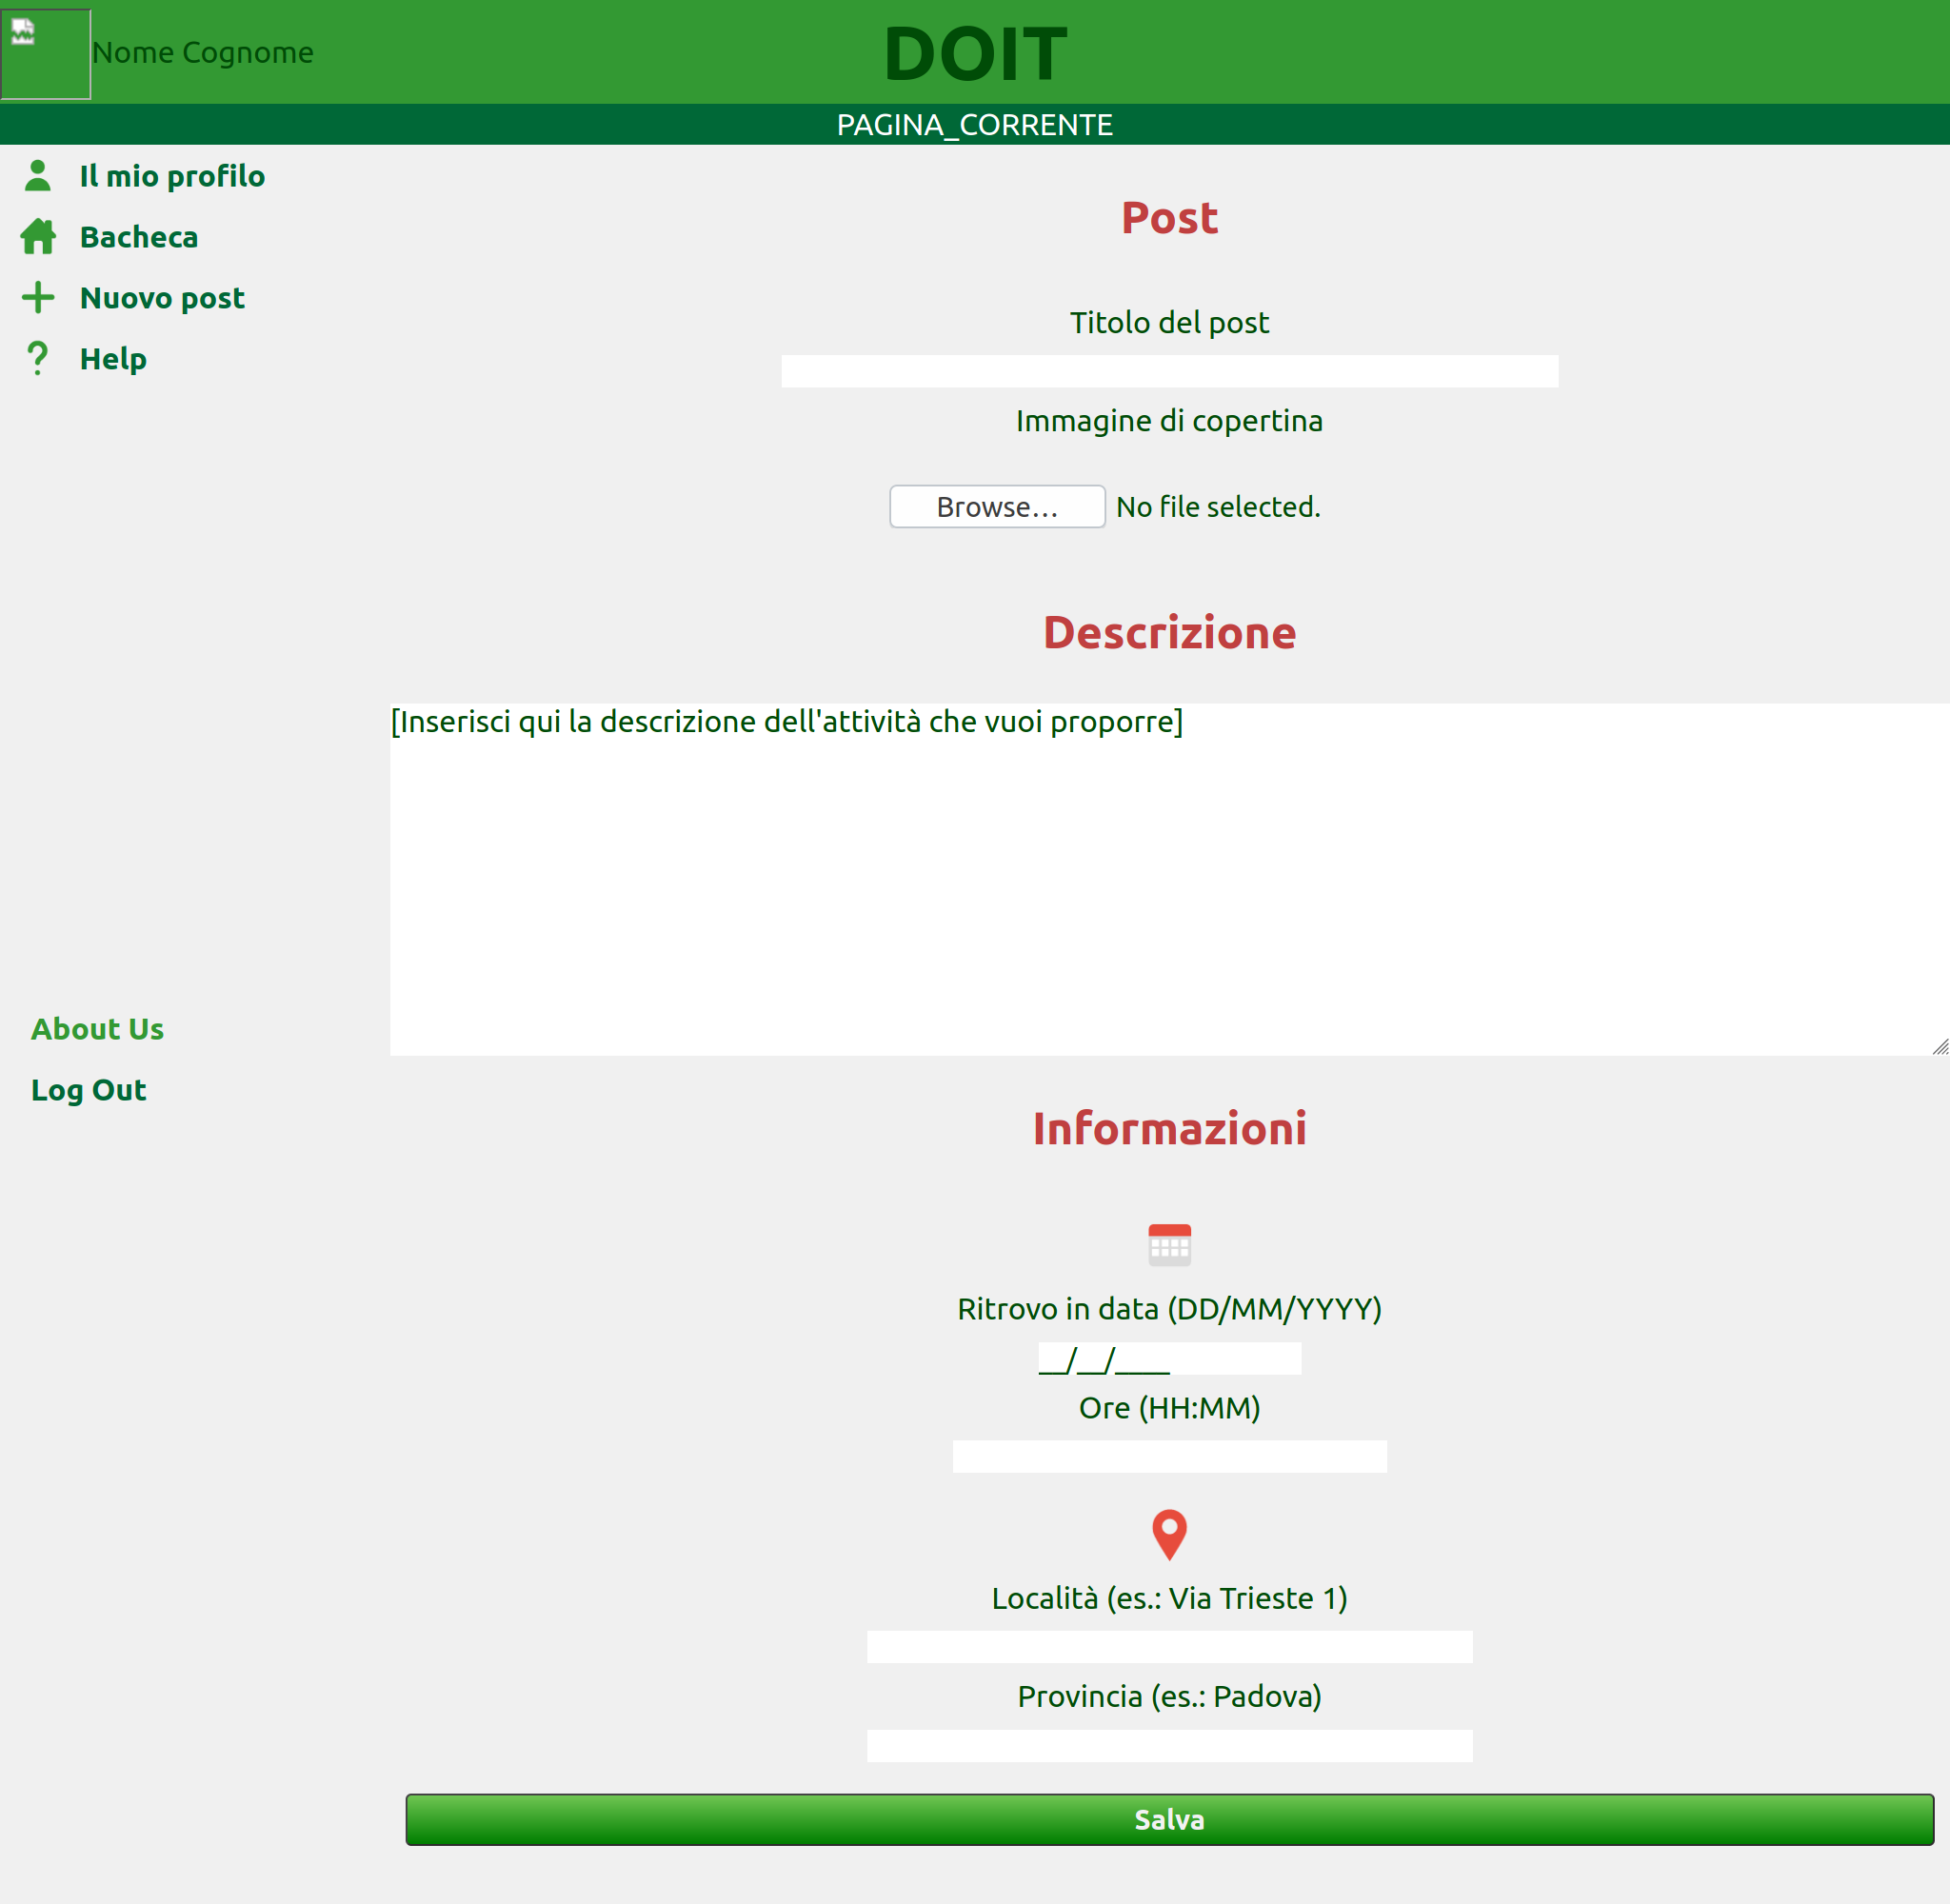 Nome Cognome
DOIT
PAGINA_CORRENTE
Il mio profilo
Bacheca
Nuovo post
Help
About Us
Log Out
Post
Titolo del post
Immagine di copertina
Browse... No file selected.
Descrizione
[Inserisci qui la descrizione dell'attività che vuoi proporre]
Informazioni
Ritrovo in data (DD/MM/YYYY)
__/__/____
Ore (HH:MM)
Località (es.: Via Trieste 1)
Provincia (es.: Padova)
Salva